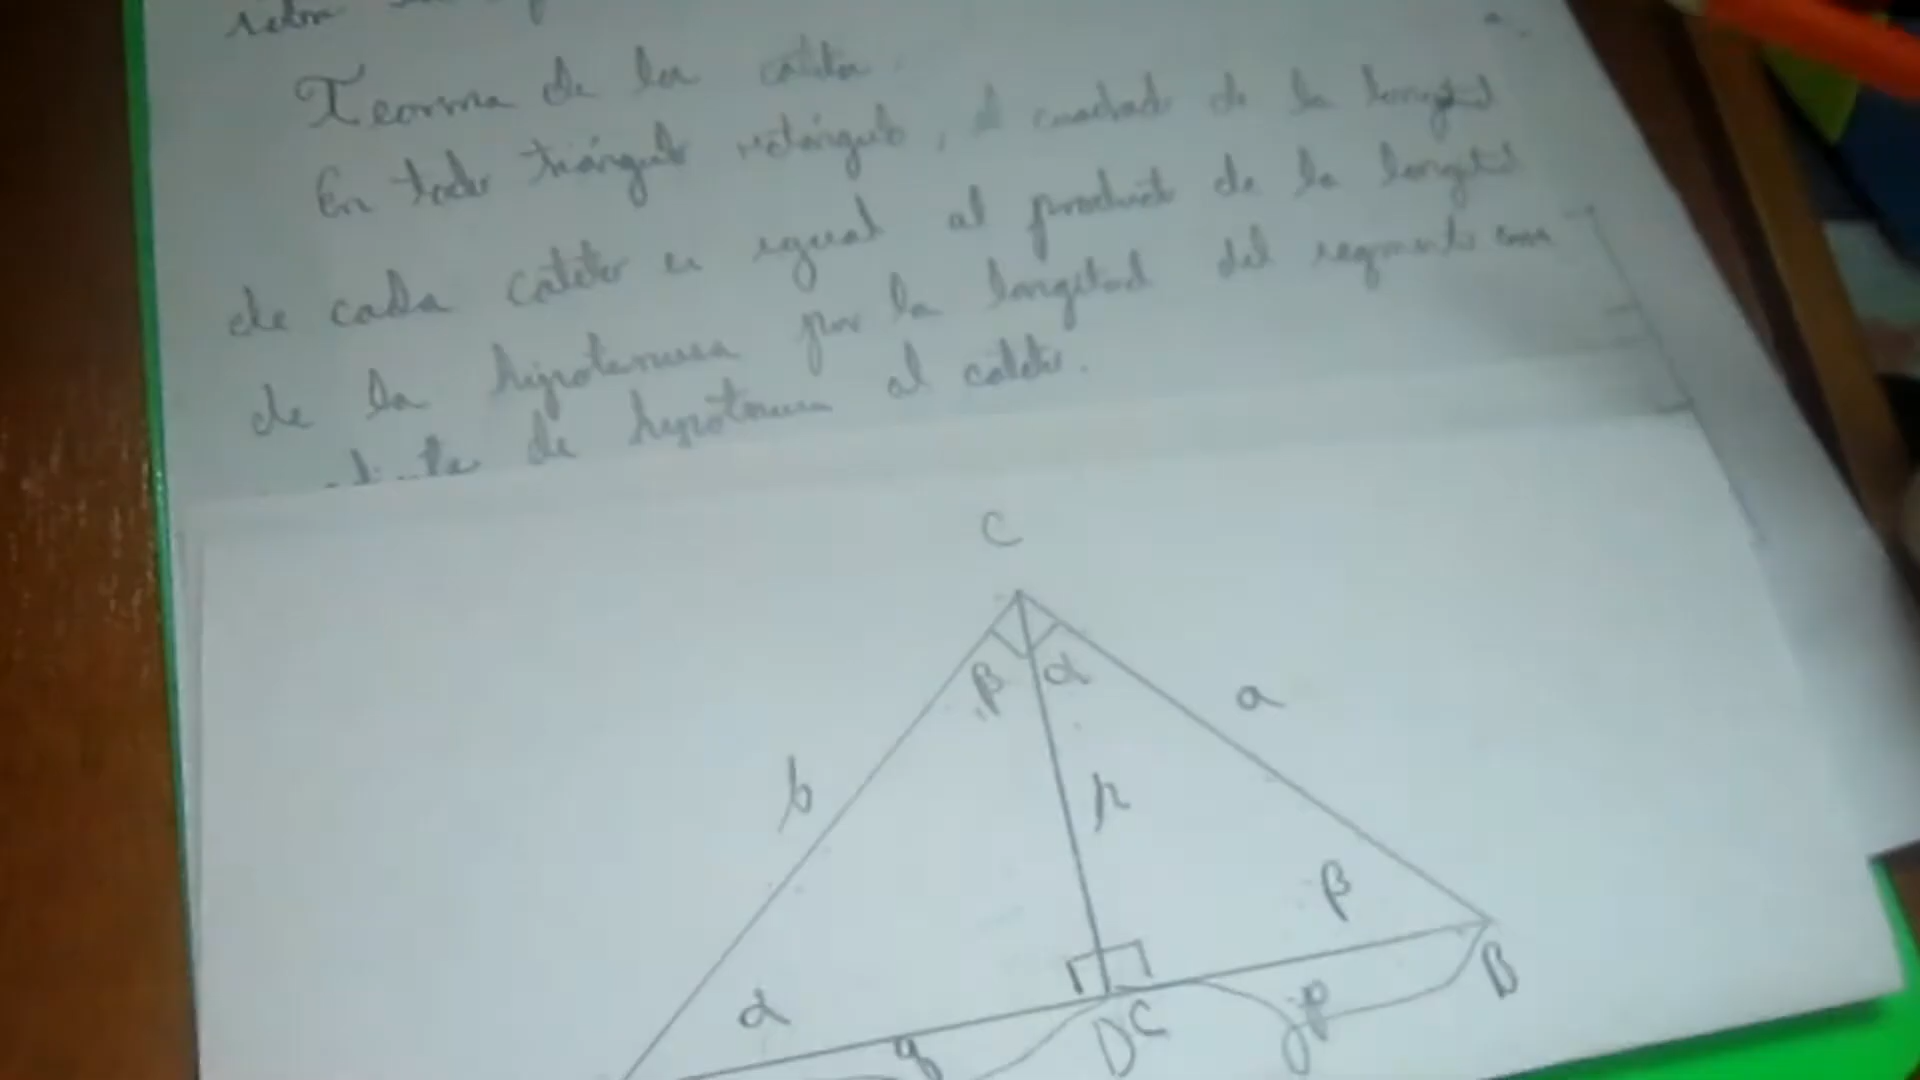 Teorema de los catetos.
En todo triángulo rectángulo, el cuadrado de la longitud
de cada cateto es igual al producto de la longitud
de la hipotenusa por la longitud del segmento corres
de hipotenusa al cateto.
C
β α
a
b
h
β
α
B
D C
q
p